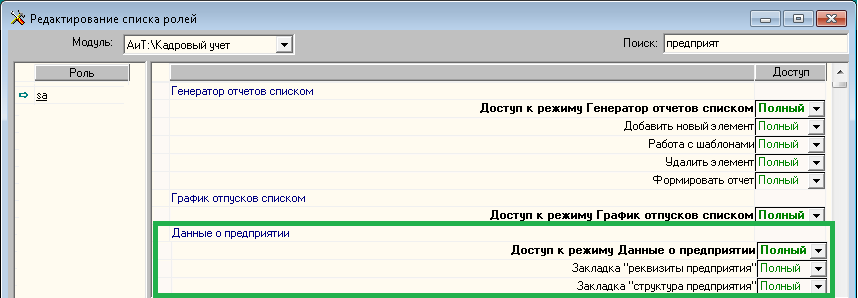 Редактирование списка ролей
Модуль: АиТ:\Кадровый учет Поиск: предприят
Роль Доступ
sa
Генератор отчетов списком
Доступ к режиму Генератор отчетов списком Полный
Добавить новый элемент Полный
Работа с шаблонами Полный
Удалить элемент Полный
Формировать отчет Полный
График отпусков списком
Доступ к режиму График отпусков списком Полный
Данные о предприятии
Доступ к режиму Данные о предприятии Полный
Закладка "реквизиты предприятия" Полный
Закладка "структура предприятия" Полный